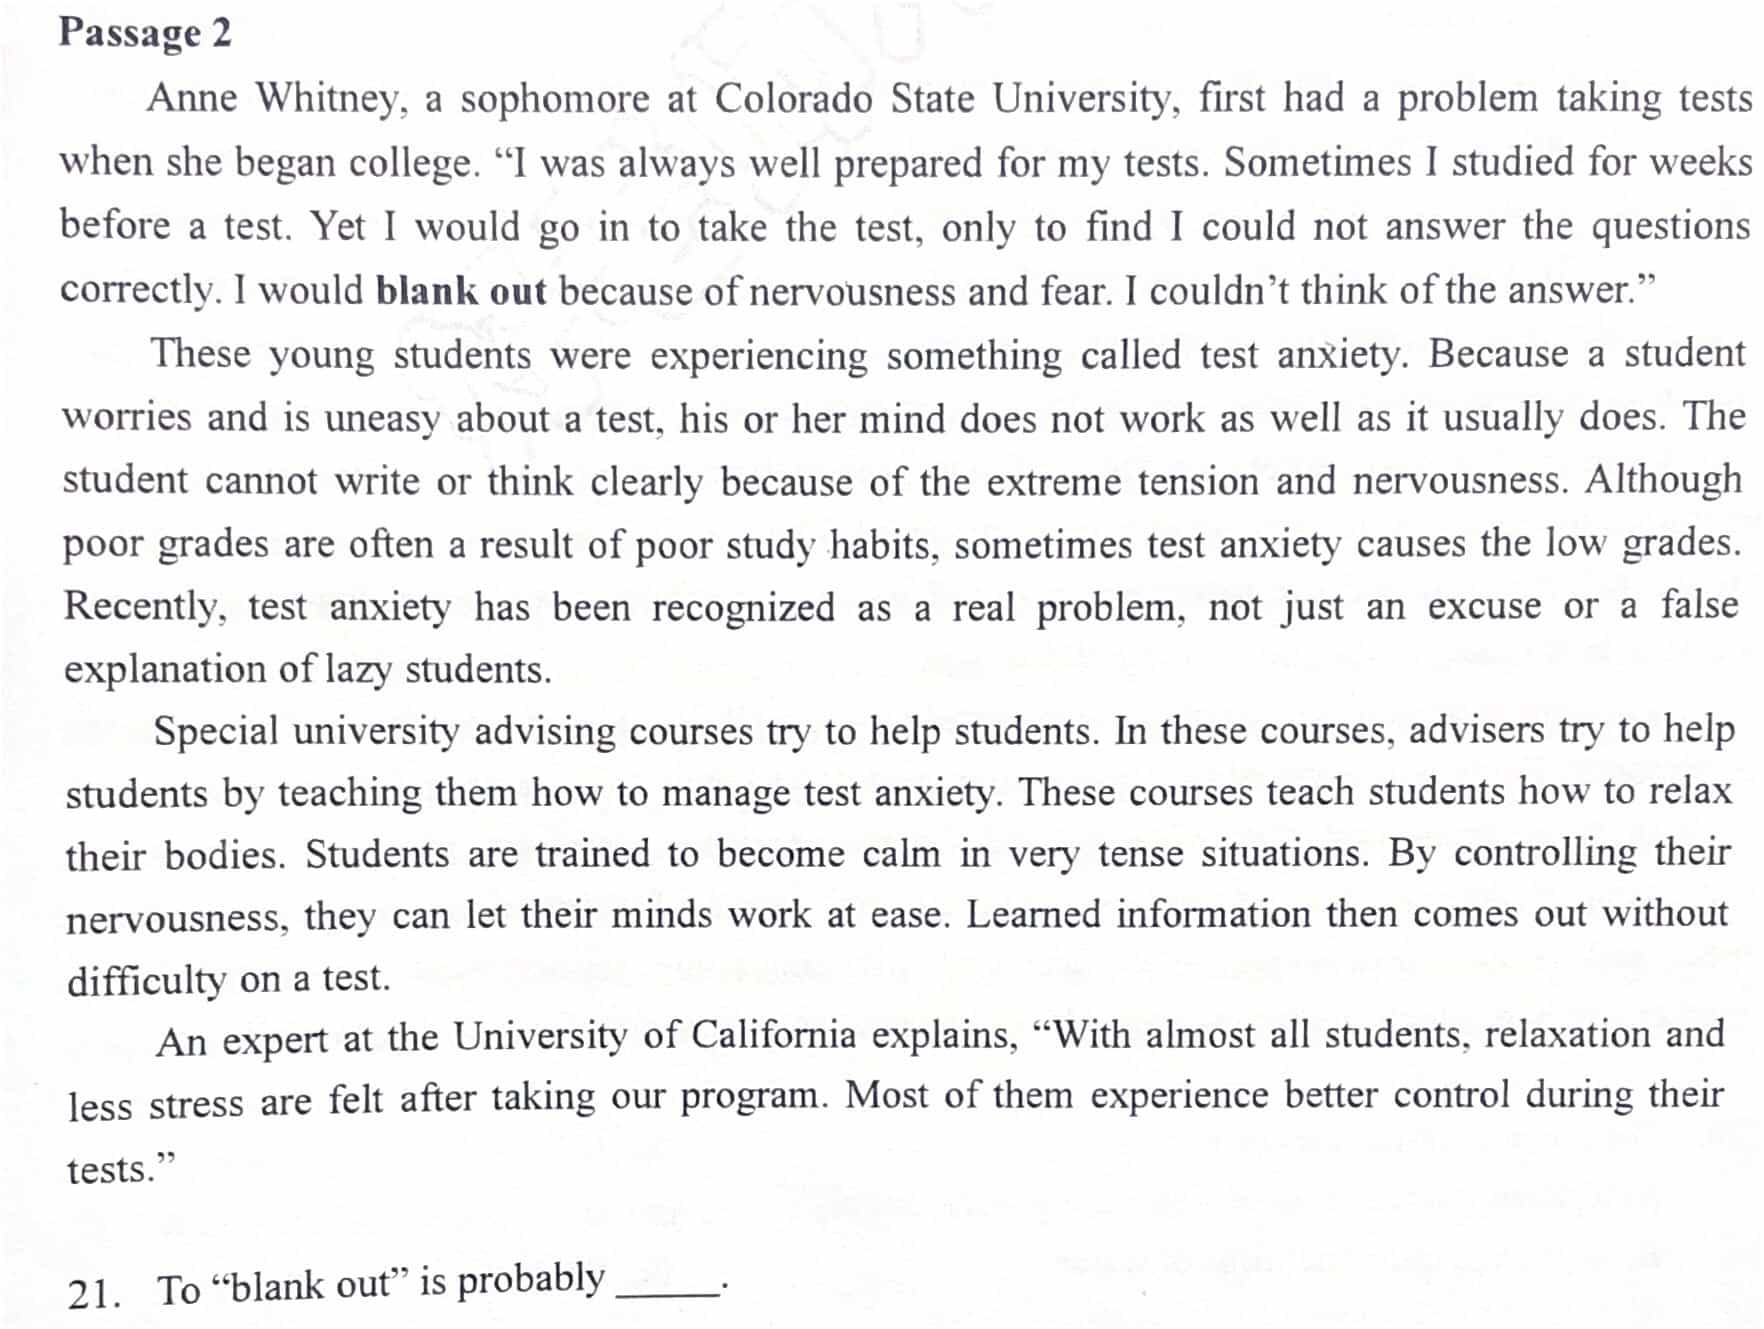 Passage 2
Anne Whitney, a sophomore at Colorado State University, first had a problem taking tests
when she began college. “I was always well prepared for my tests. Sometimes I studied for weeks
before a test. Yet I would go in to take the test, only to find I could not answer the questions
correctly. I would blank out because of nervousness and fear. I couldn’t think of the answer.”
These young students were experiencing something called test anxiety. Because a student
worries and is uneasy about a test, his or her mind does not work as well as it usually does. The
student cannot write or think clearly because of the extreme tension and nervousness. Although
poor grades are often a result of poor study habits, sometimes test anxiety causes the low grades.
Recently, test anxiety has been recognized as a real problem, not just an excuse or a false
explanation of lazy students.
Special university advising courses try to help students. In these courses, advisers try to help
students by teaching them how to manage test anxiety. These courses teach students how to relax
their bodies. Students are trained to become calm in very tense situations. By controlling their
nervousness, they can let their minds work at ease. Learned information then comes out without
difficulty on a test.
An expert at the University of California explains, “With almost all students, relaxation and
less stress are felt after taking our program. Most of them experience better control during their
tests.”
21. To “blank out” is probably _____.